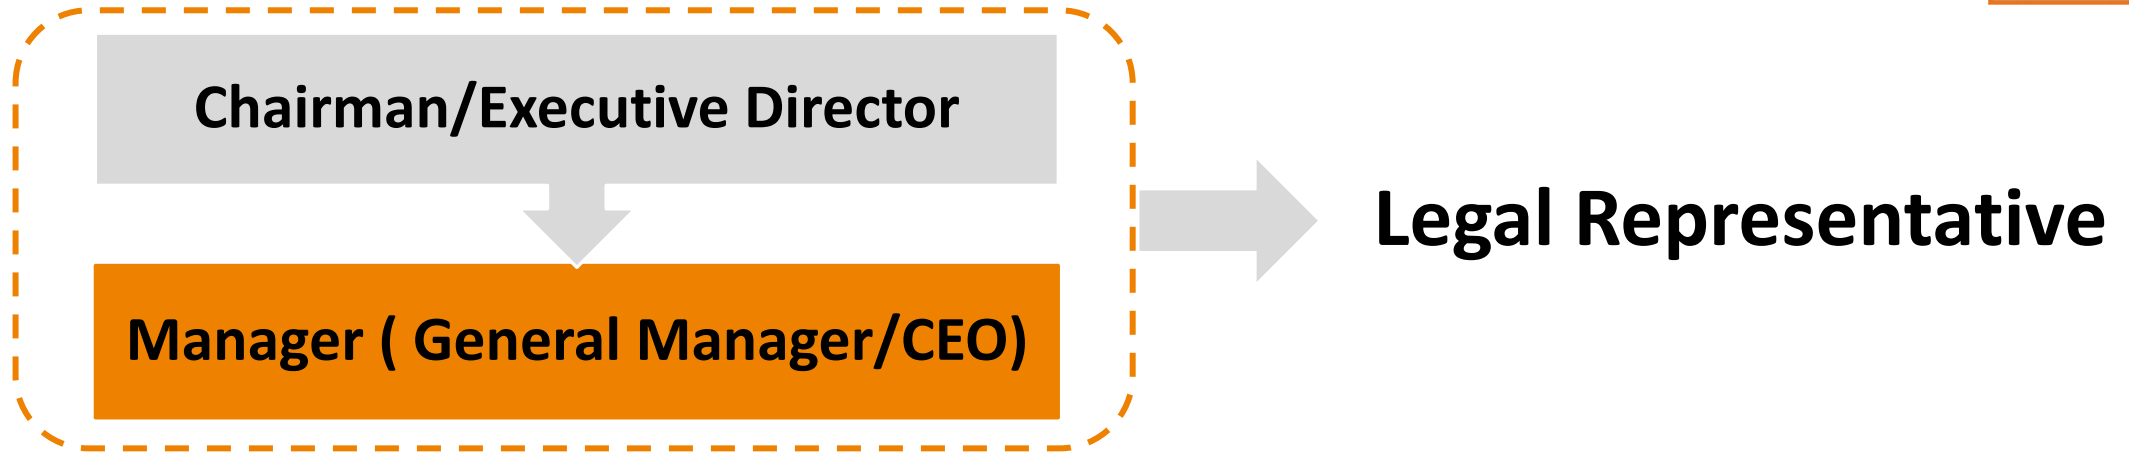 Chairman/Executive Director
Manager ( General Manager/CEO)
Legal Representative